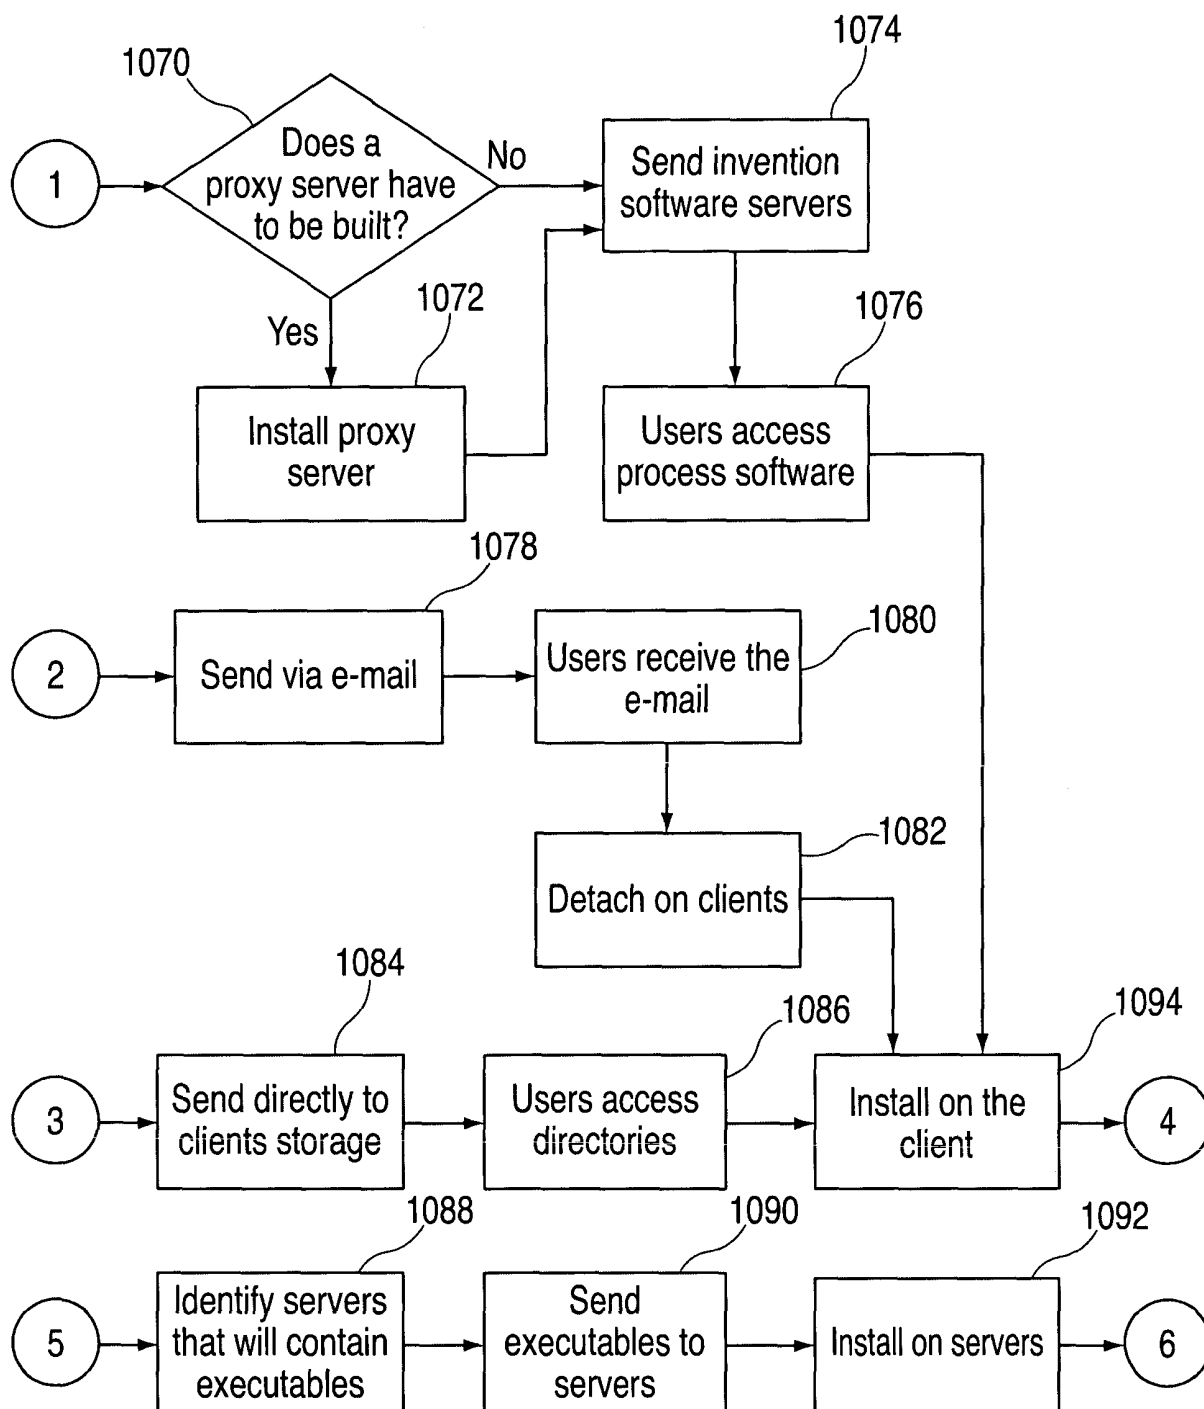 1070
1074
1
Does a
proxy server have
to be built?
No
Send invention
software servers
Yes
1072
1076
Install proxy
server
Users access
process software
1078
1080
2
Send via e-mail
Users receive the
e-mail
1082
Detach on clients
1084
1086
1094
3
Send directly to
clients storage
Users access
directories
Install on the
client
4
1088
1090
1092
5
Identify servers
that will contain
executables
Send
executables to
servers
Install on servers
6